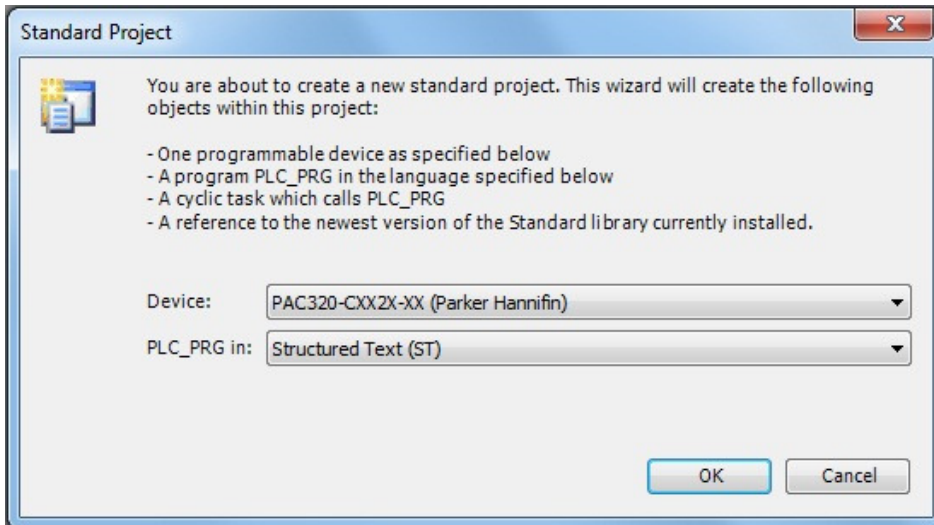 Standard Project
You are about to create a new standard project. This wizard will create the following
objects within this project:
- One programmable device as specified below
- A program PLC_PRG in the language specified below
- A cyclic task which calls PLC_PRG
- A reference to the newest version of the Standard library currently installed.
Device: PAC320-CXX2X-XX (Parker Hannifin)
PLC_PRG in: Structured Text (ST)
OK Cancel